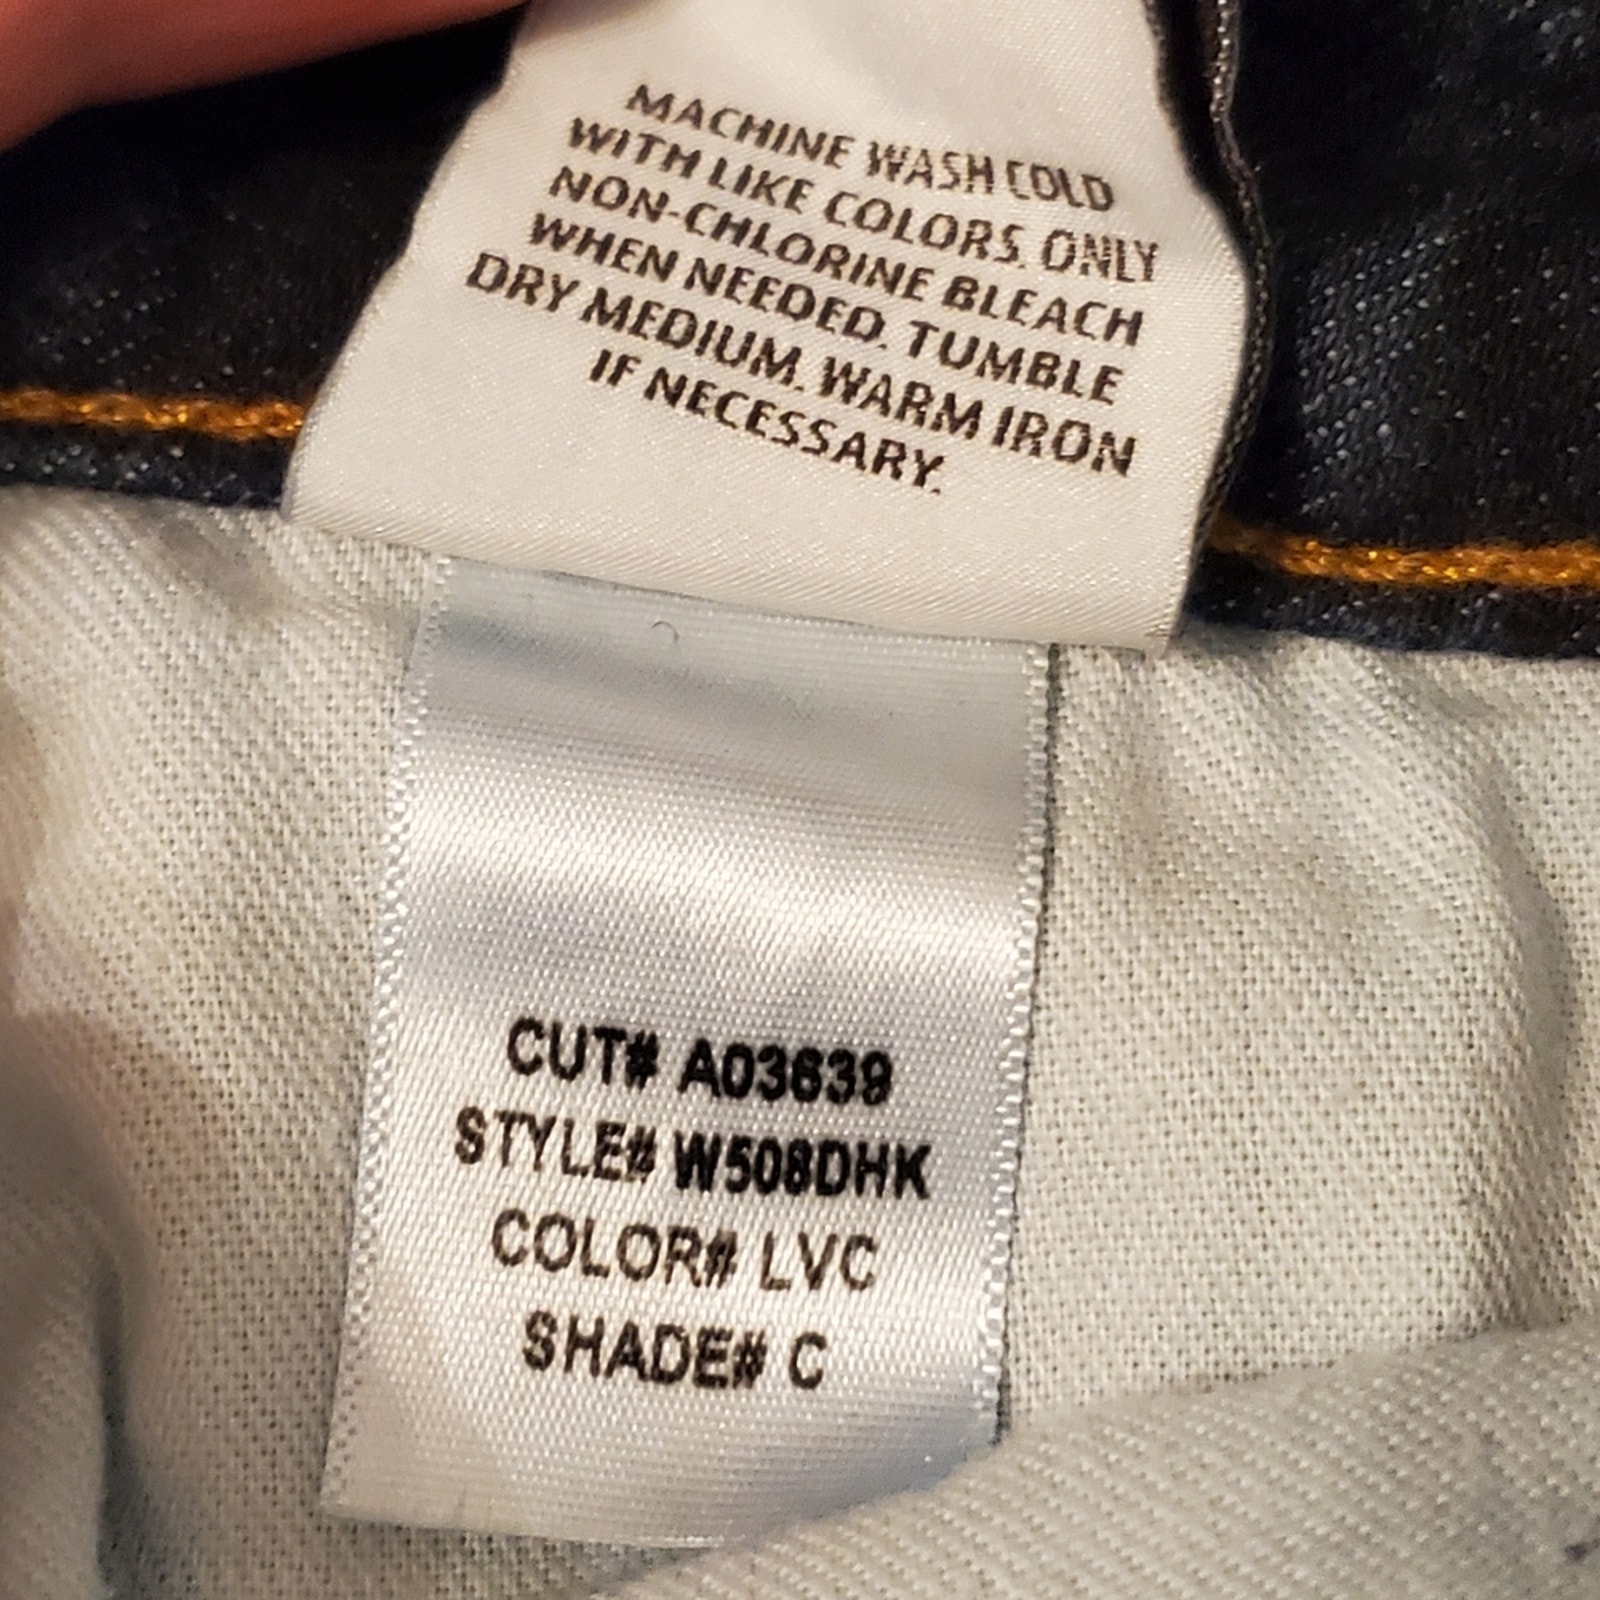 MACHINE WASH COLD
WITH LIKE COLORS. ONLY
NON-CHLORINE BLEACH
WHEN NEEDED. TUMBLE
DRY MEDIUM. WARM IRON
IF NECESSARY.
CUT# A03639
STYLE# W508DHK
COLOR# LVC
SHADE# C